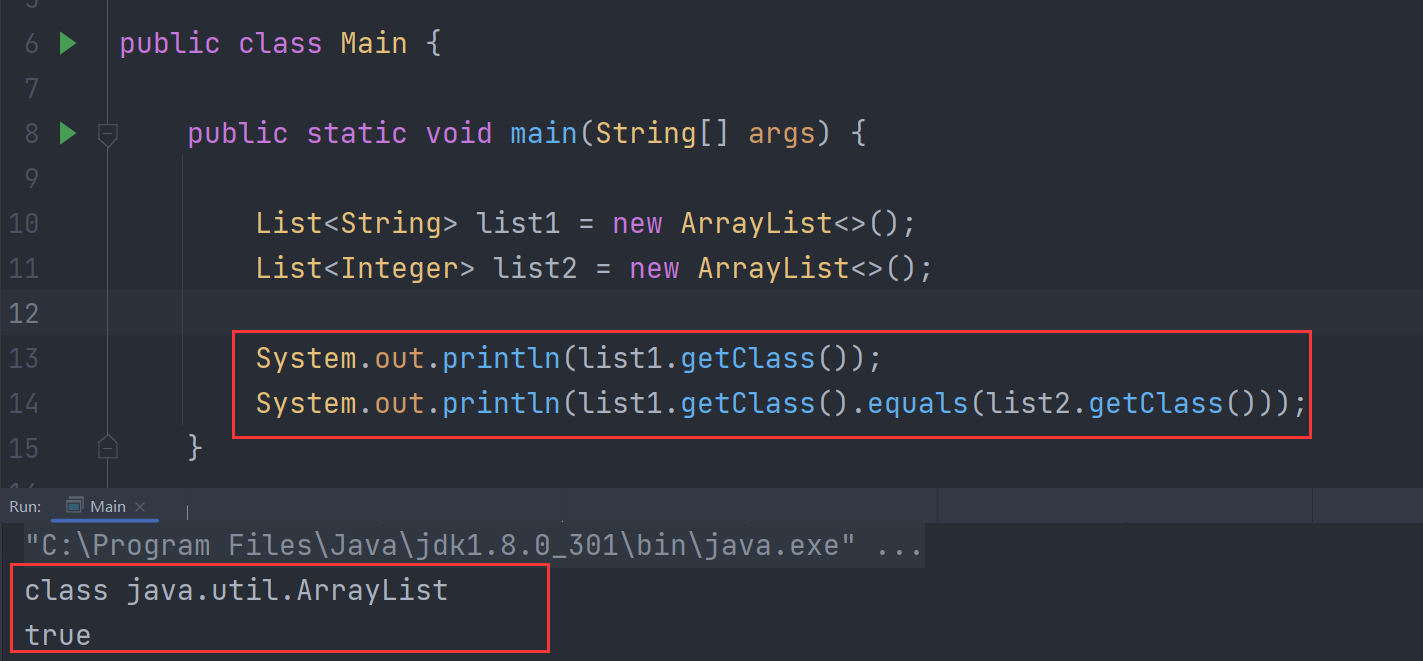 6 public class Main {
7
8 public static void main(String[] args) {
9
10 List<String> list1 = new ArrayList<>();
11 List<Integer> list2 = new ArrayList<>();
12
13 System.out.println(list1.getClass());
14 System.out.println(list1.getClass().equals(list2.getClass()));
15 }
Run: Main
"C:\Program Files\Java\jdk1.8.0_301\bin\java.exe" ...
class java.util.ArrayList
true